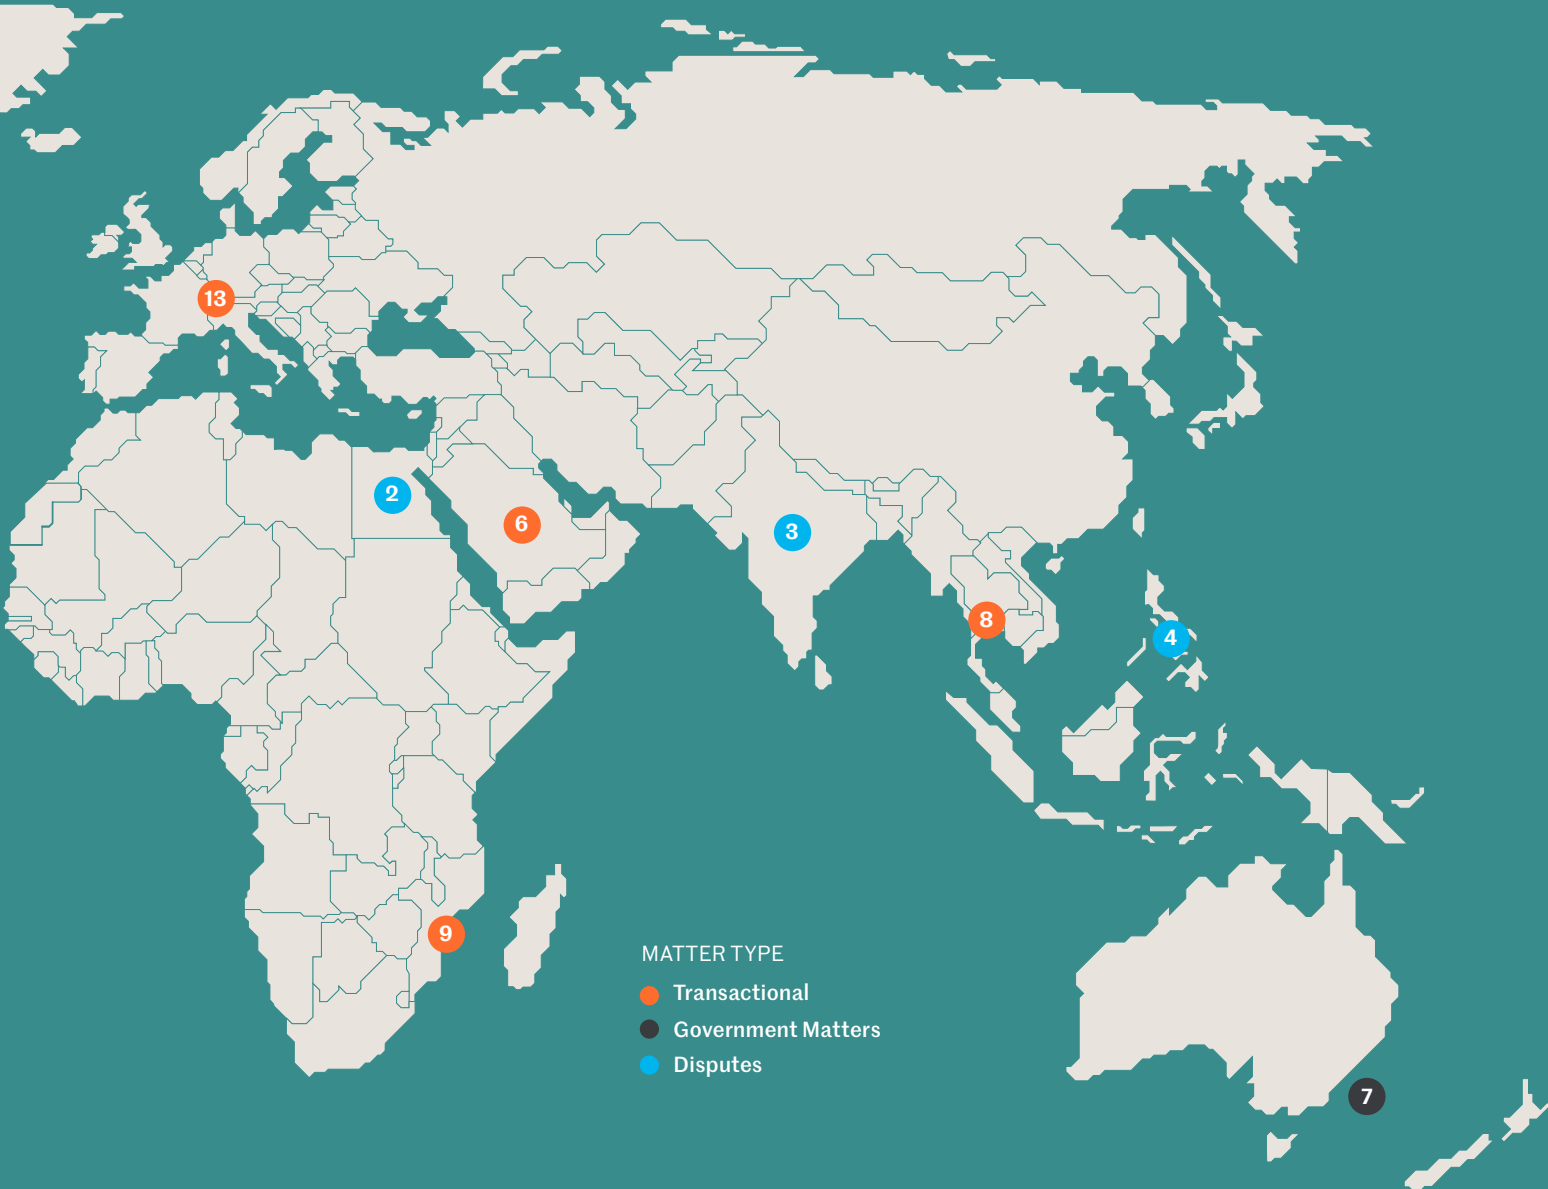 13
2
6
3
8
4
9
MATTER TYPE
Transactional
Government Matters
Disputes
7